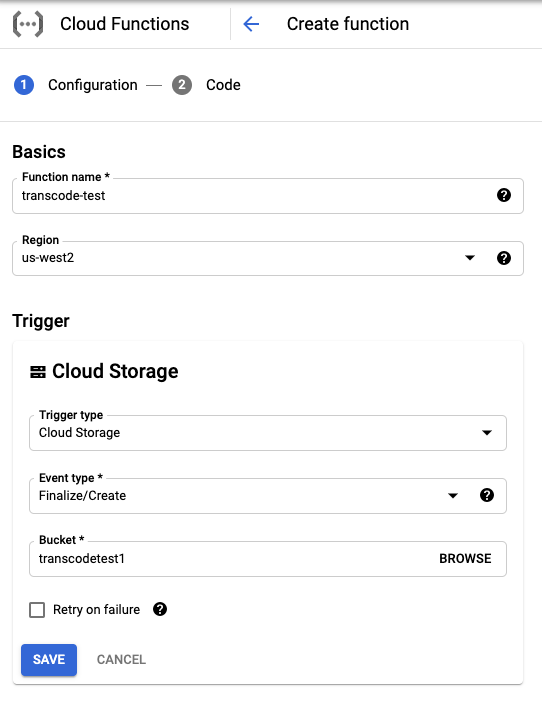 Cloud Functions
Create function
1 Configuration — 2 Code
Basics
Function name *
transcode-test
Region
us-west2
Trigger
Cloud Storage
Trigger type
Cloud Storage
Event type *
Finalize/Create
Bucket *
transcodetest1 BROWSE
Retry on failure
SAVE CANCEL